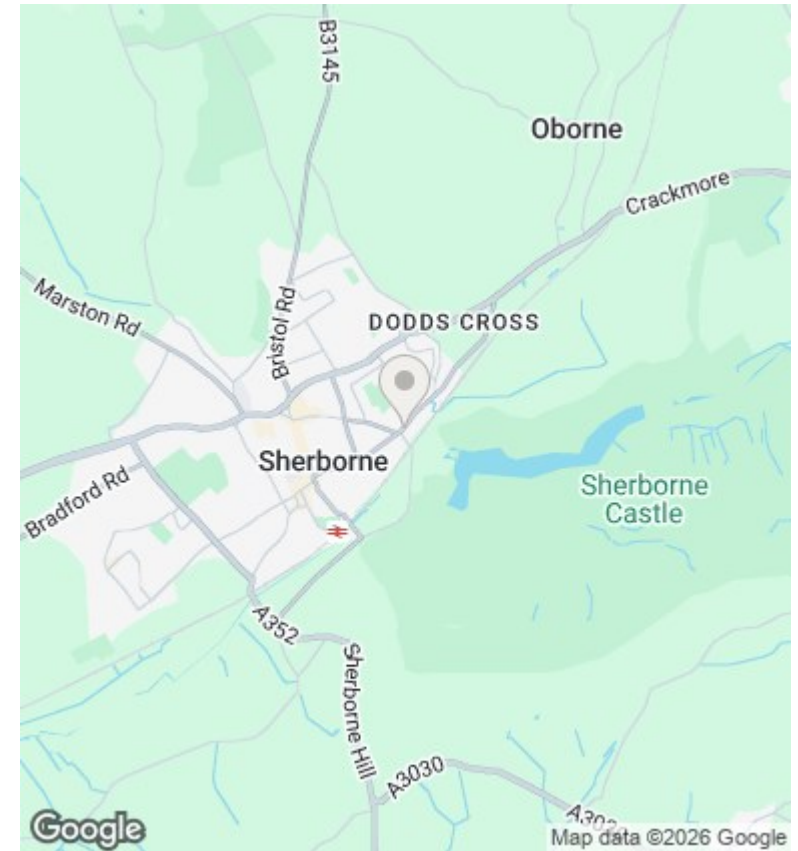 B3145
Oborne
Crackmore
Marston Rd
Bristol Rd
DODDS CROSS
Sherborne
Bradford Rd
Sherborne
Castle
A352
Sherborne Hill
A3030
A3030
Google
Map data ©2026 Google